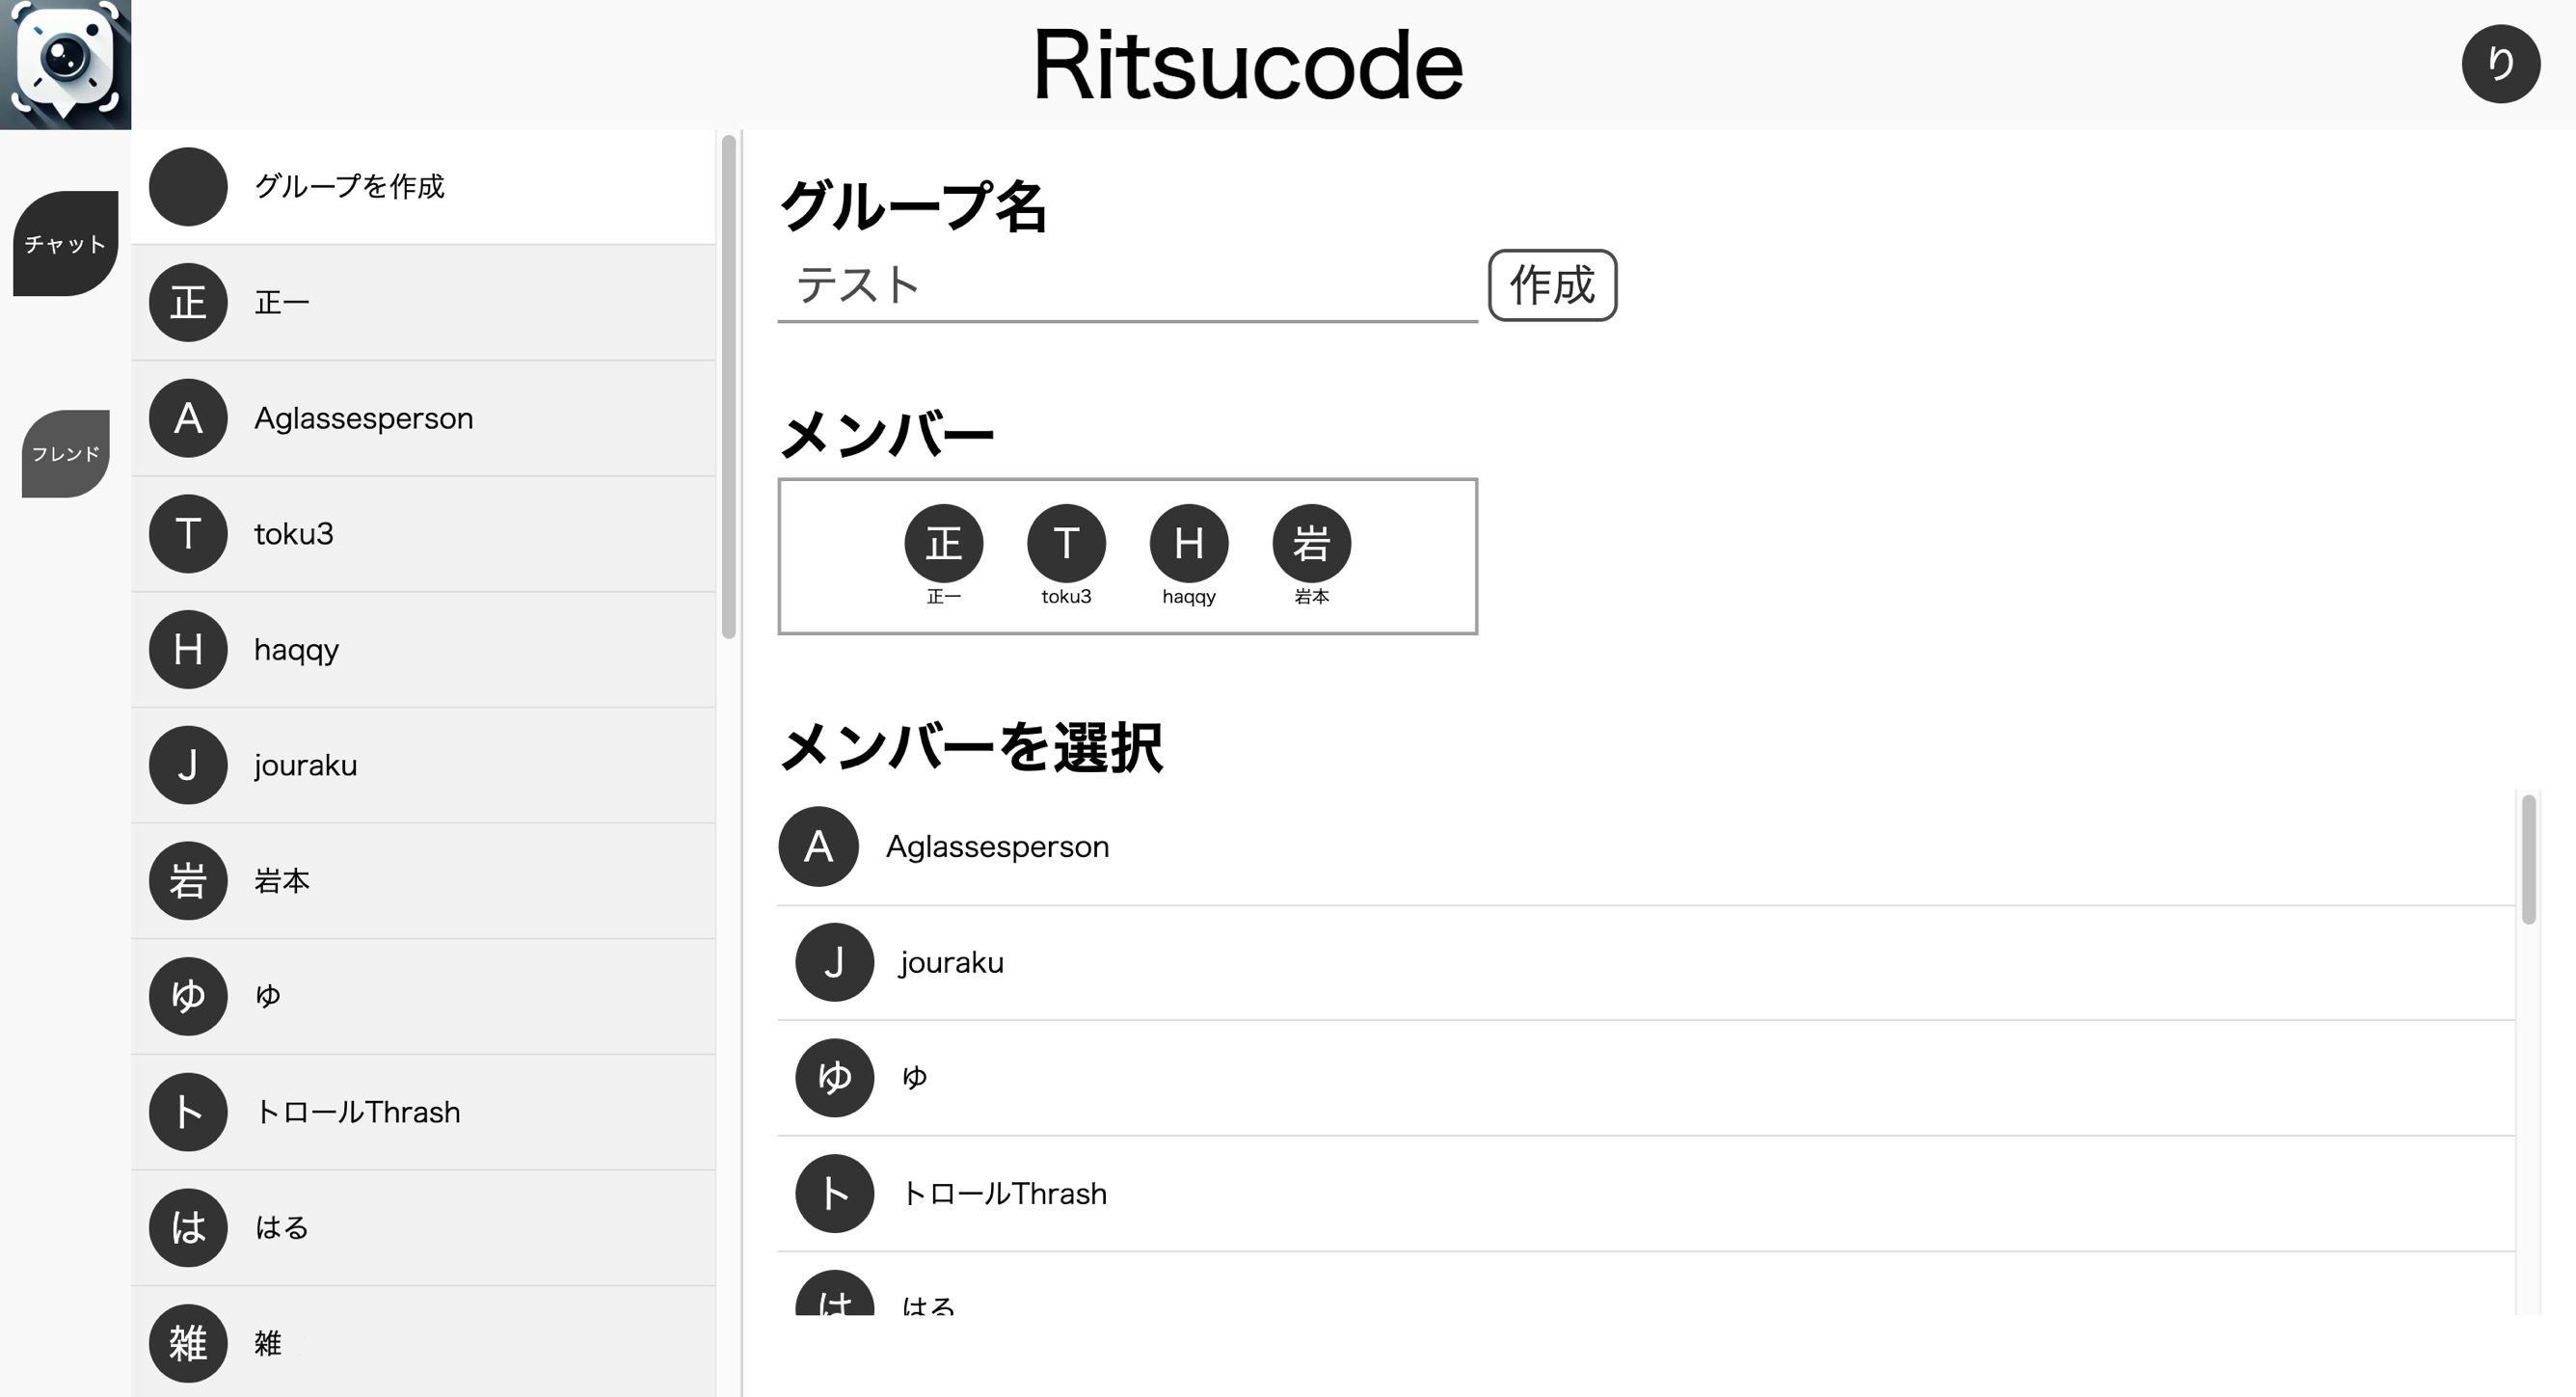 Ritsucode
り
チャット
フレンド
グループを作成
正 正一
A Aglassesperson
T toku3
H haqqy
J jouraku
岩 岩本
ゆ ゆ
ト トロールThrash
は はる
雑 雑
グループ名
テスト 作成
メンバー
正 T H 岩
正一 toku3 haqqy 岩本
メンバーを選択
A Aglassesperson
J jouraku
ゆ ゆ
ト トロールThrash
は はる